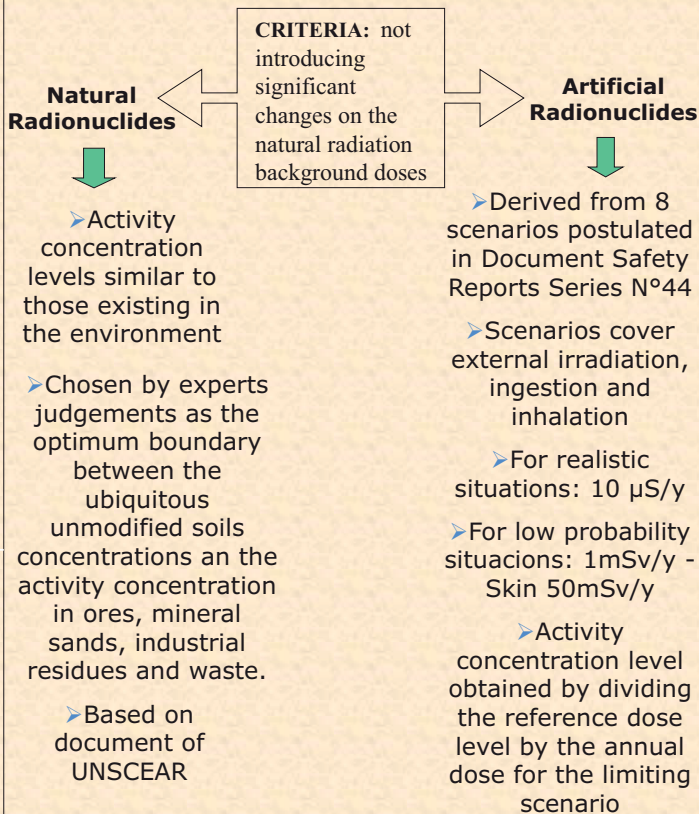 CRITERIA: not
introducing
significant
changes on the
natural radiation
background doses
Natural
Radionuclides
➢Activity
concentration
levels similar to
those existing in
the environment
➢Chosen by experts
judgements as the
optimum boundary
between the
ubiquitous
unmodified soils
concentrations an the
activity concentration
in ores, mineral
sands, industrial
residues and waste.
➢Based on
document of
UNSCEAR
Artificial
Radionuclides
➢Derived from 8
scenarios postulated
in Document Safety
Reports Series N°44
➢Scenarios cover
external irradiation,
ingestion and
inhalation
➢For realistic
situations: 10 µS/y
➢For low probability
situacions: 1mSv/y -
Skin 50mSv/y
➢Activity
concentration level
obtained by dividing
the reference dose
level by the annual
dose for the limiting
scenario